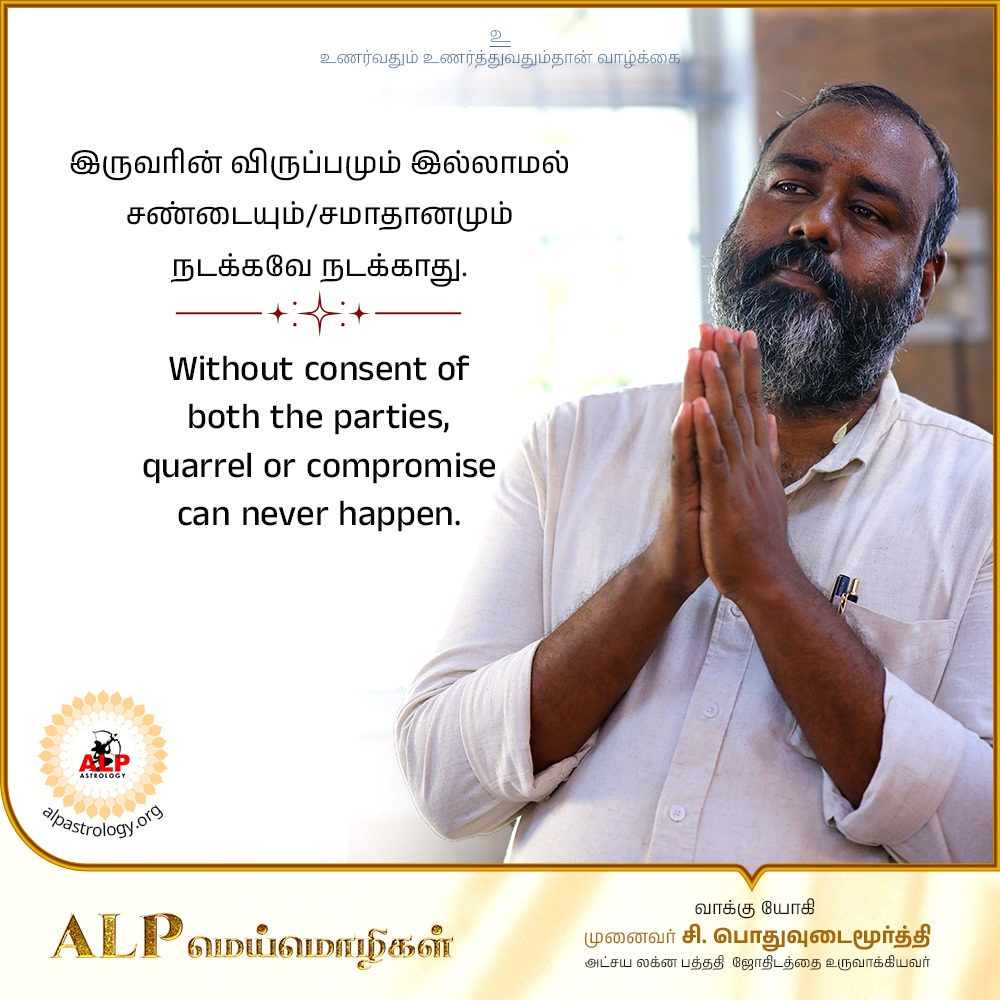 உ
உணர்வதும் உணர்த்துவதும்தான் வாழ்க்கை
இருவரின் விருப்பமும் இல்லாமல்
சண்டையும்/சமாதானமும்
நடக்கவே நடக்காது.
Without consent of
both the parties,
quarrel or compromise
can never happen.
ALP
ASTROLOGY
alpastrology.org
ALP மெய்மொழிகள்
வாக்கு யோகி
முனைவர் சி. பொதுவுடைமூர்த்தி
அட்சய லக்ன பத்ததி ஜோதிடத்தை உருவாக்கியவர்